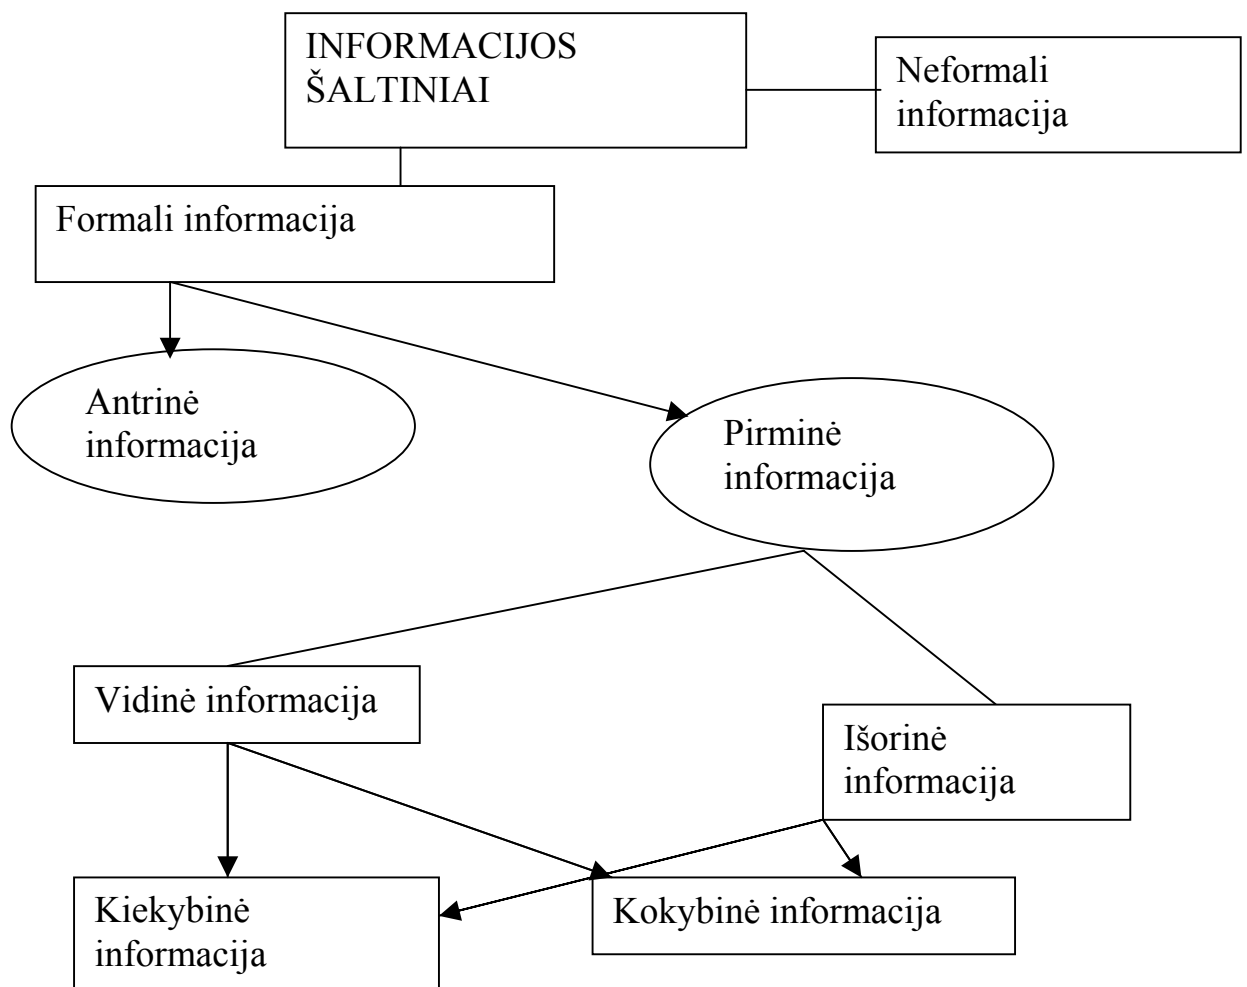 INFORMACIJOS
ŠALTINIAI
Neformali
informacija
Formali informacija
Antrinė
informacija
Pirminė
informacija
Vidinė informacija
Išorinė
informacija
Kiekybinė
informacija
Kokybinė informacija